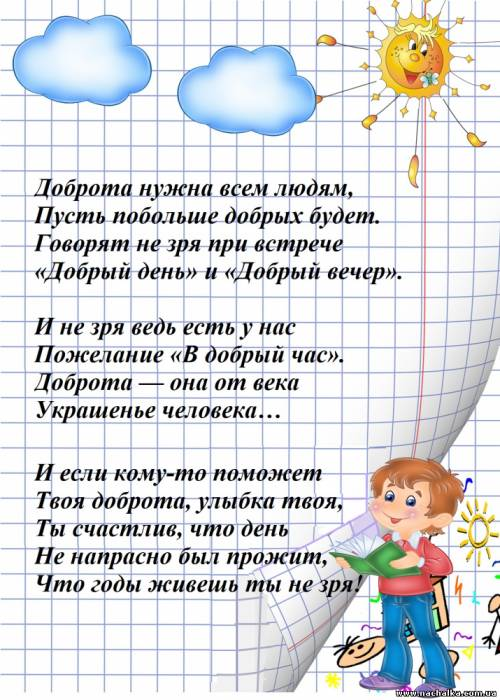 Доброта нужна всем людям,
Пусть побольше добрых будет.
Говорят не зря при встрече
«Добрый день» и «Добрый вечер».
И не зря ведь есть у нас
Пожелание «В добрый час».
Доброта — она от века
Украшенье человека…
И если кому-то поможет
Твоя доброта, улыбка твоя,
Ты счастлив, что день
Не напрасно был прожит,
Что годы живешь ты не зря!
www.nachalka.com.ua